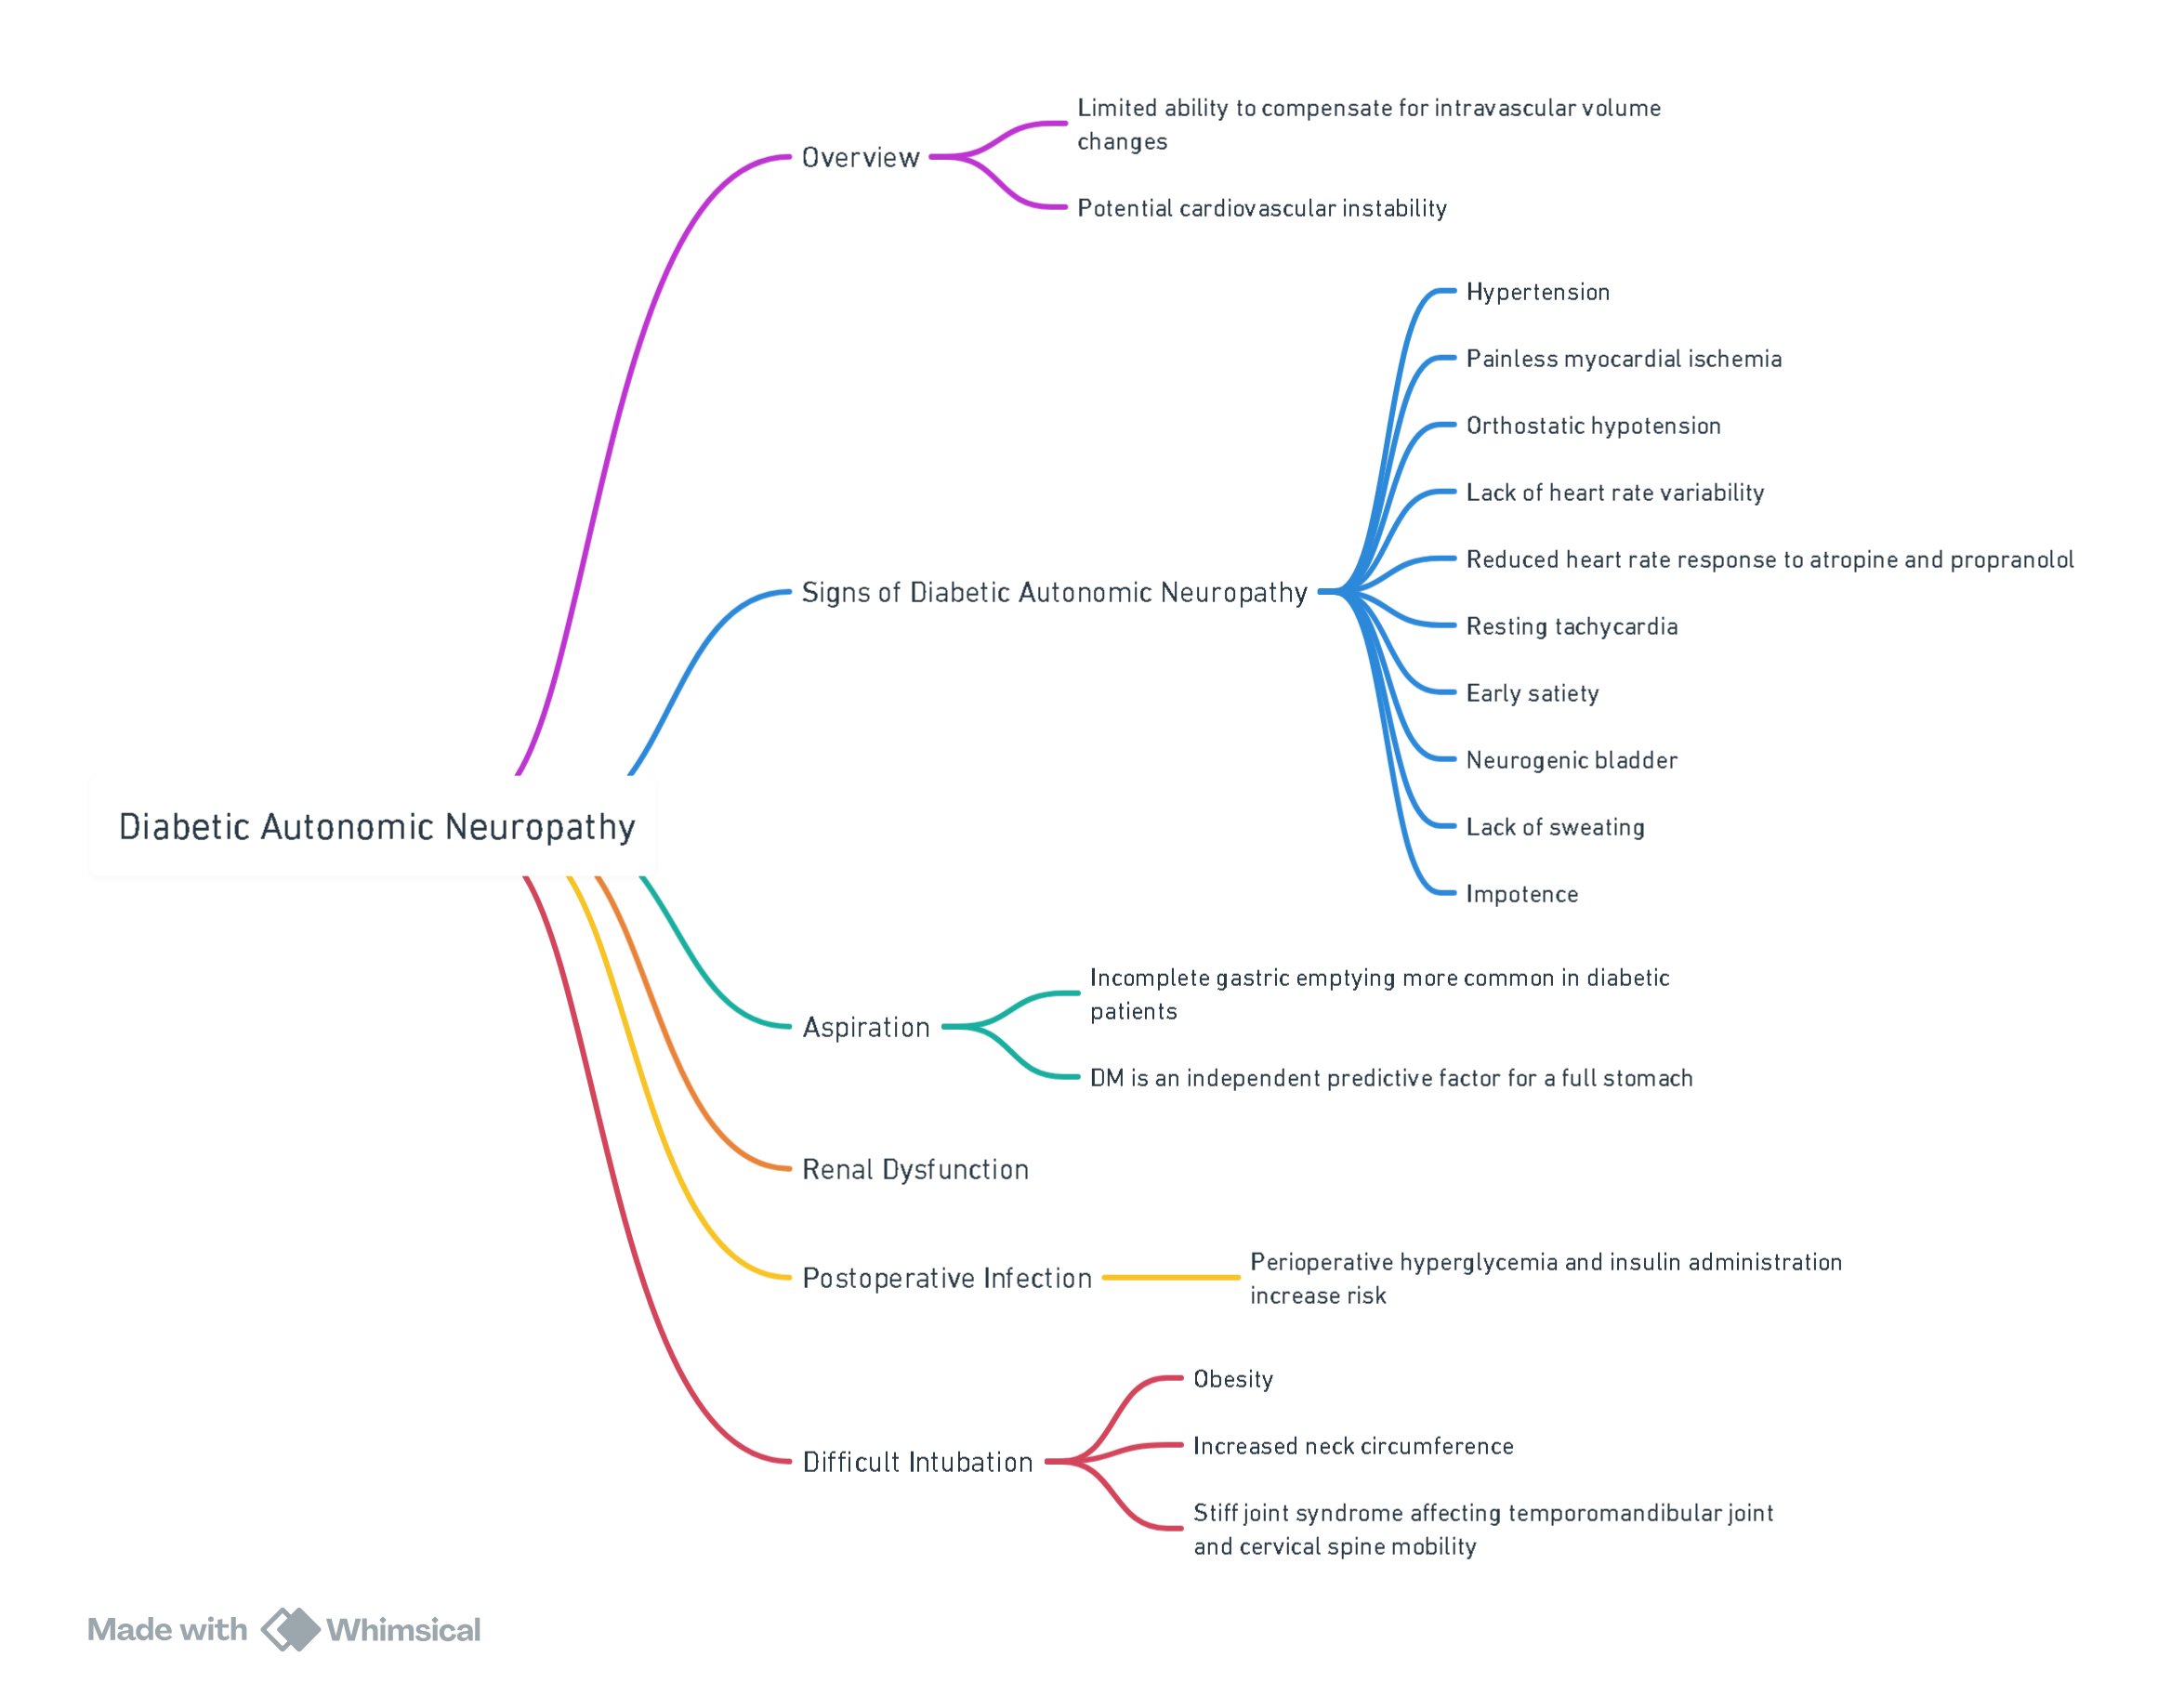 Limited ability to compensate for intravascular volume
changes
Overview
Potential cardiovascular instability
Hypertension
Painless myocardial ischemia
Orthostatic hypotension
Lack of heart rate variability
Reduced heart rate response to atropine and propranolol
Signs of Diabetic Autonomic Neuropathy
Resting tachycardia
Early satiety
Neurogenic bladder
Lack of sweating
Impotence
Diabetic Autonomic Neuropathy
Incomplete gastric emptying more common in diabetic
patients
Aspiration
DM is an independent predictive factor for a full stomach
Renal Dysfunction
Postoperative Infection
Perioperative hyperglycemia and insulin administration
increase risk
Obesity
Increased neck circumference
Difficult Intubation
Stiff joint syndrome affecting temporomandibular joint
and cervical spine mobility
Made with Whimsical